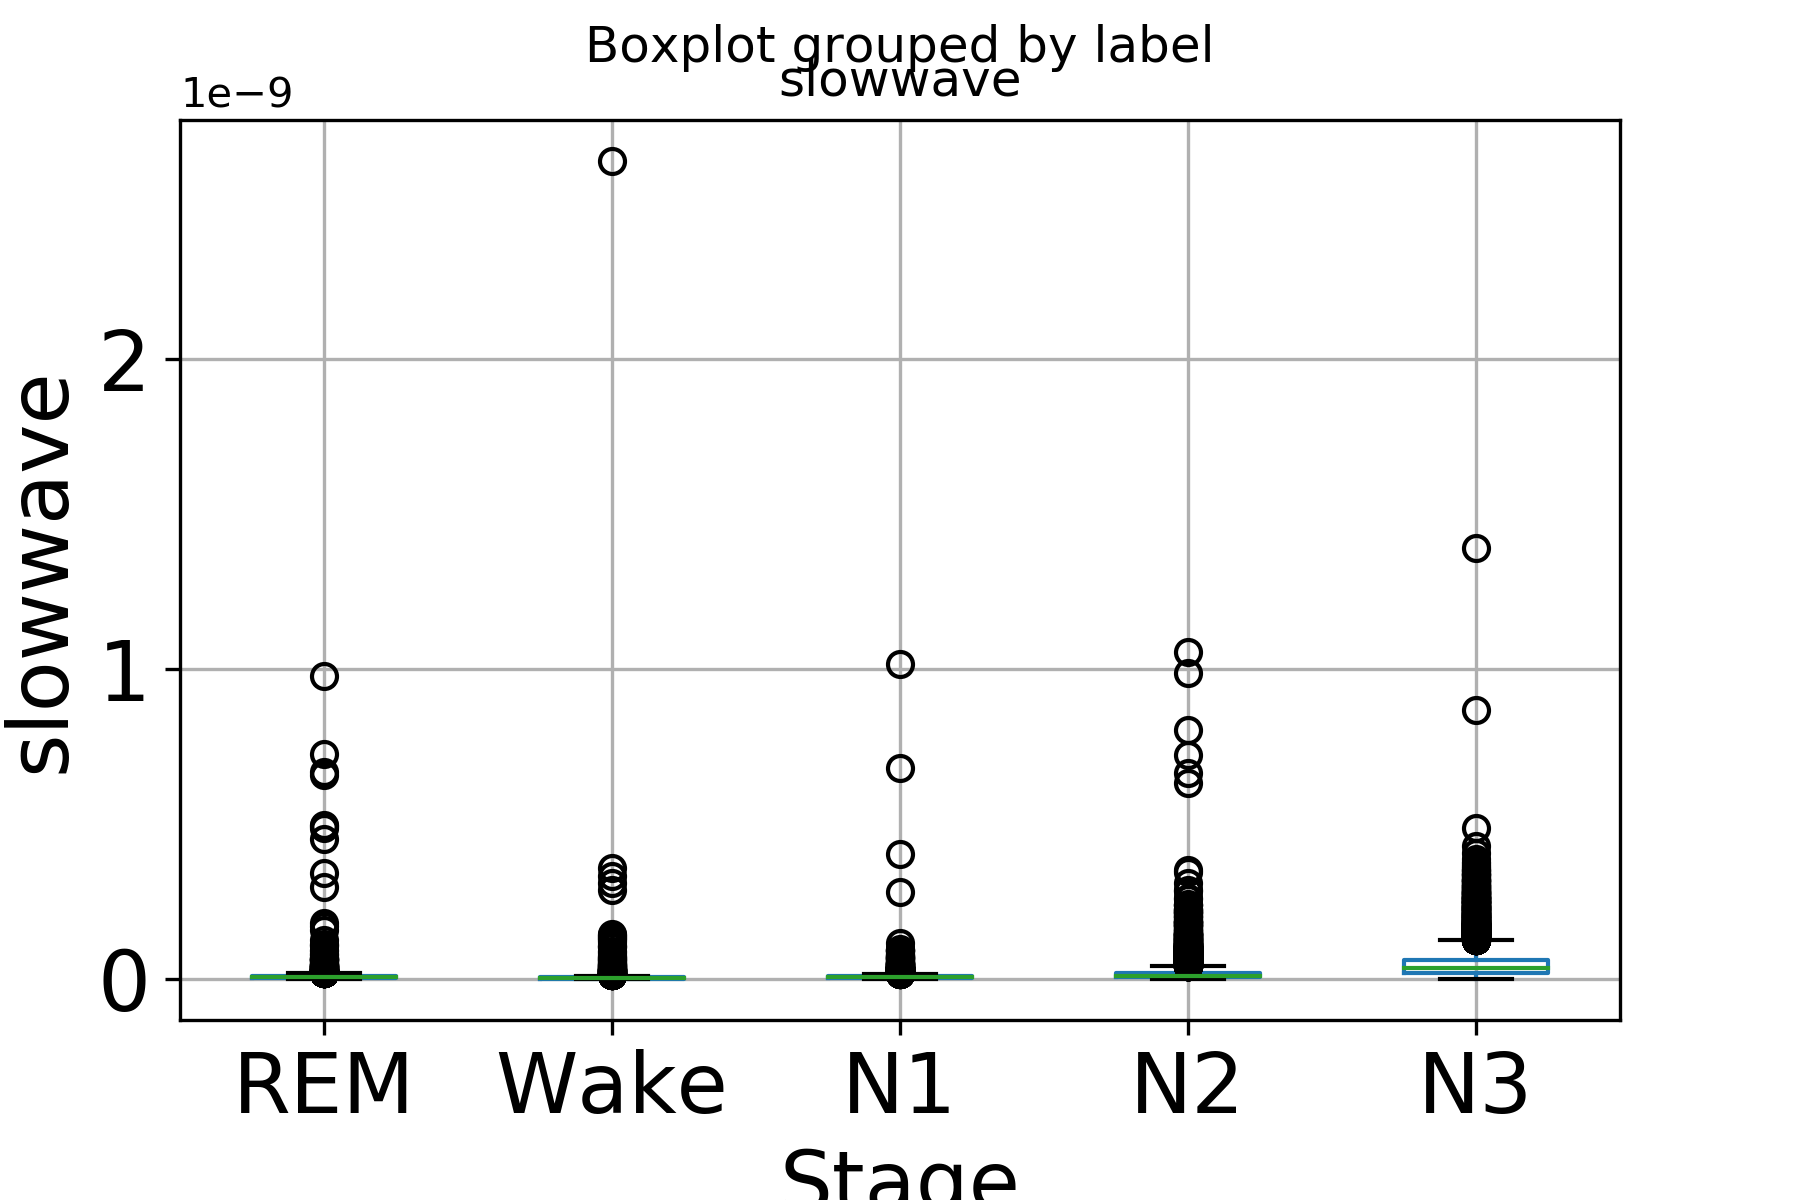 Boxplot grouped by label
slowwave
1e−9
slowwave
2
1
0
REM Wake N1 N2 N3
Stage